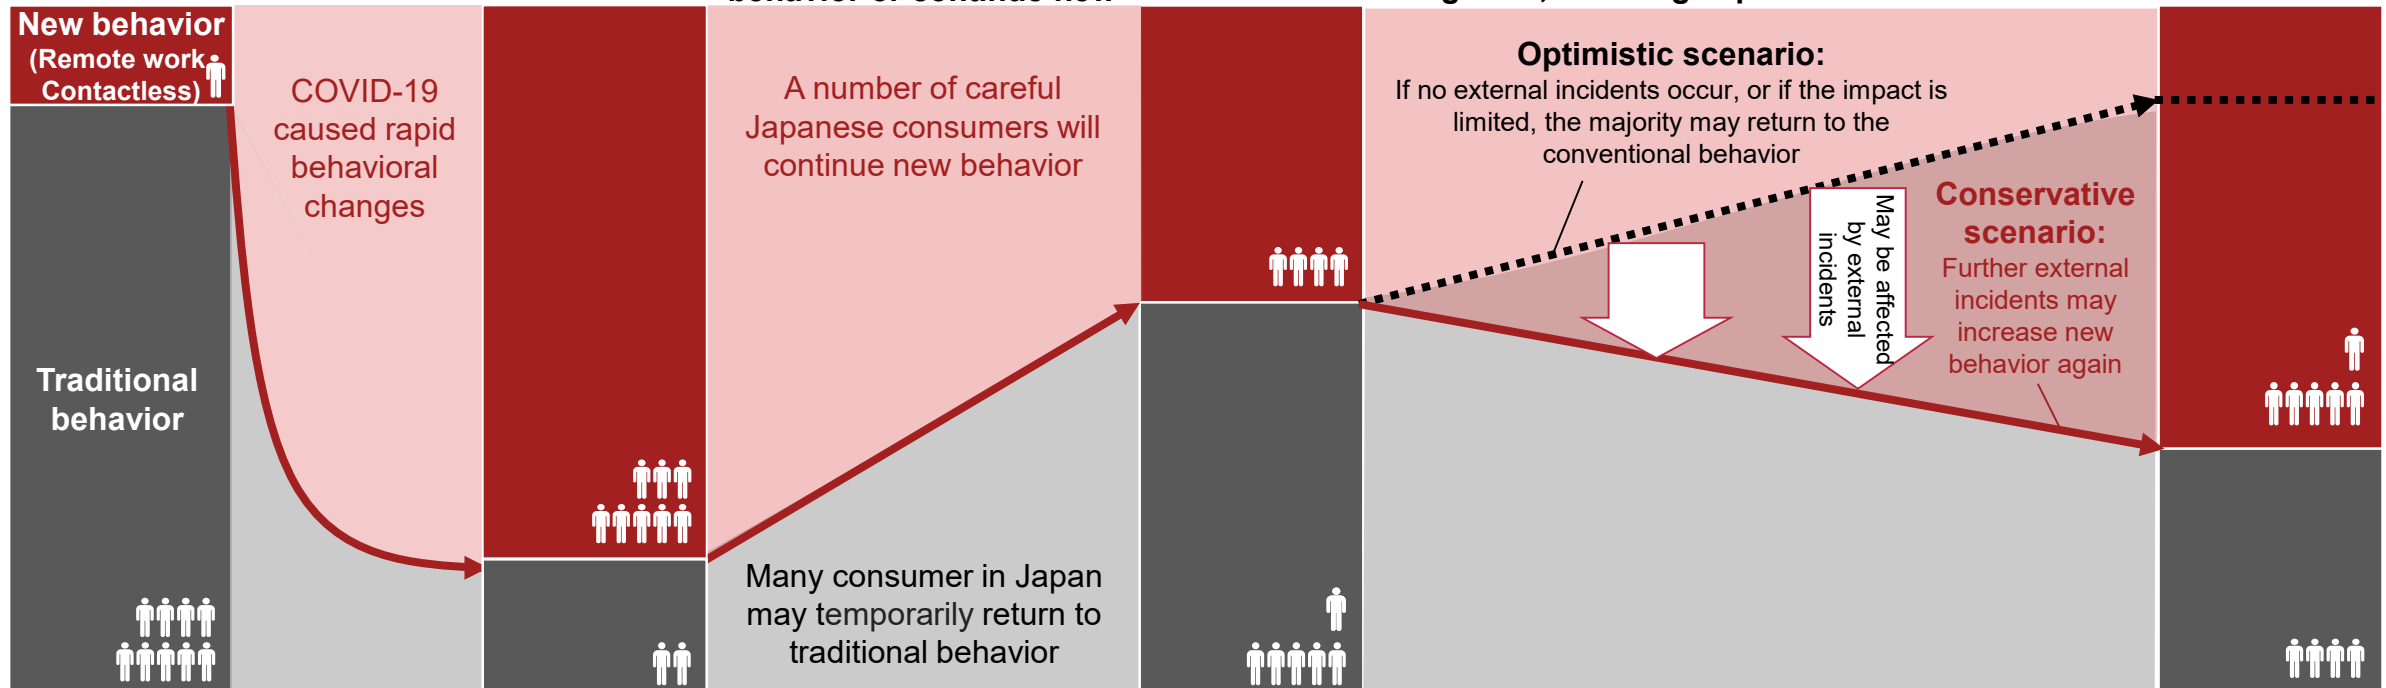 New behavior
(Remote work
Contactless)
Traditional
behavior
COVID-19
caused rapid
behavioral
changes
A number of careful
Japanese consumers will
continue new behavior
Many consumer in Japan
may temporarily return to
traditional behavior
Optimistic scenario:
If no external incidents occur, or if the impact is
limited, the majority may return to the
conventional behavior
May be affected
by external
incidents
Conservative
scenario:
Further external
incidents may
increase new
behavior again